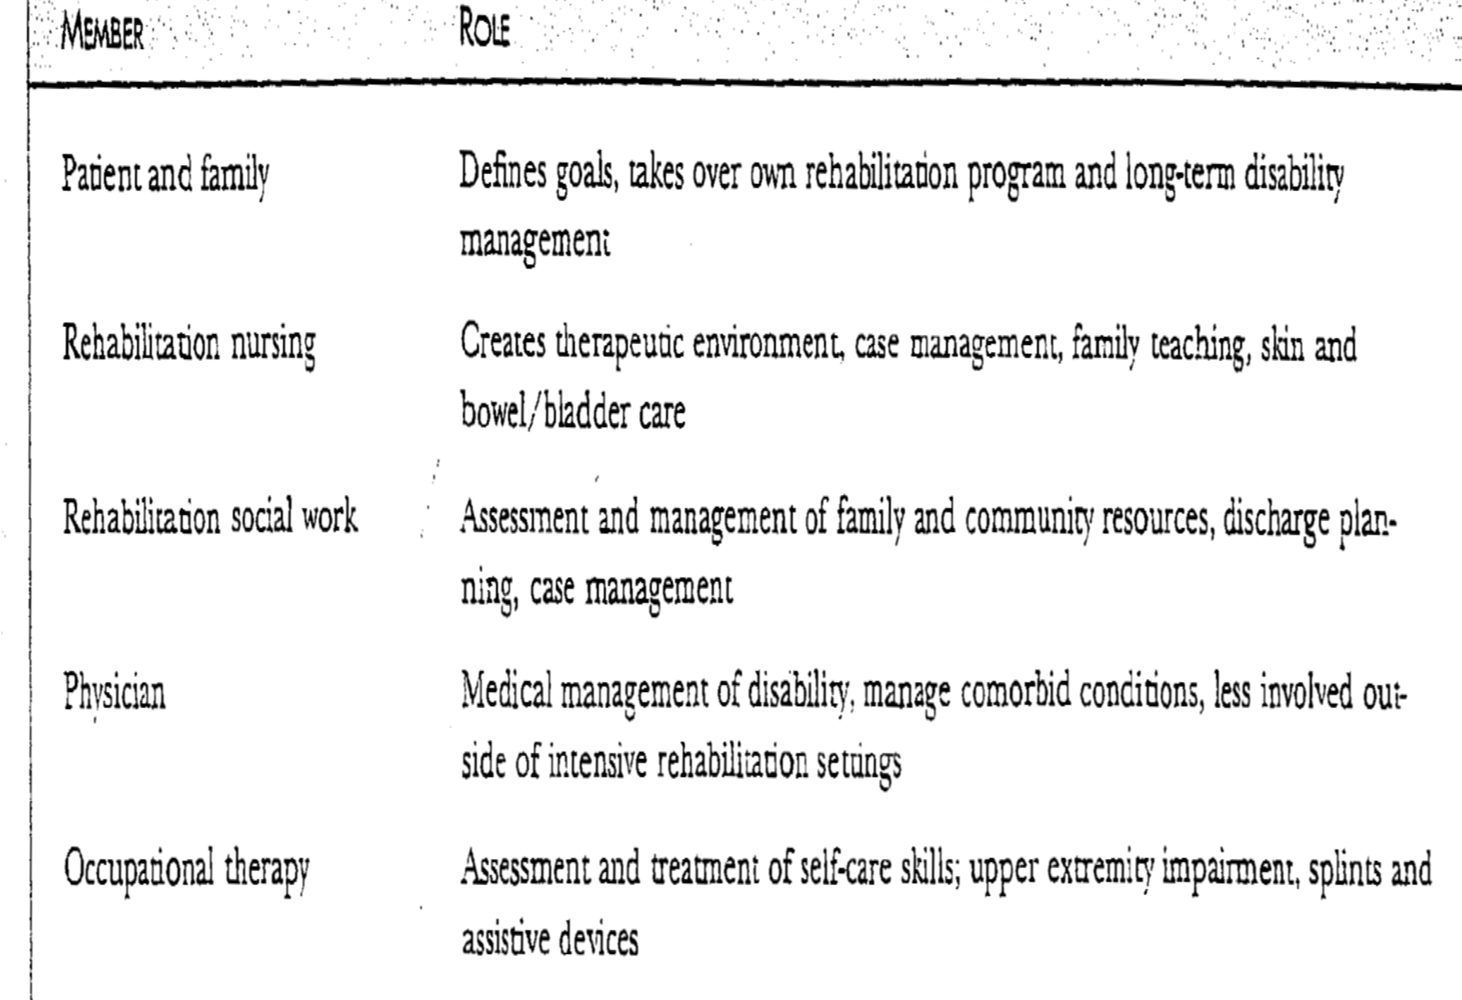 MEMBER ROLE
Patient and family Defines goals, takes over own rehabilitation program and long-term disability
management
Rehabilitation nursing Creates therapeutic environment, case management, family teaching, skin and
bowel/bladder care
Rehabilitation social work Assessment and management of family and community resources, discharge plan-
ning, case management
Physician Medical management of disability, manage comorbid conditions, less involved out-
side of intensive rehabilitation settings
Occupational therapy Assessment and treatment of self-care skills; upper extremity impairment, splints and
assistive devices